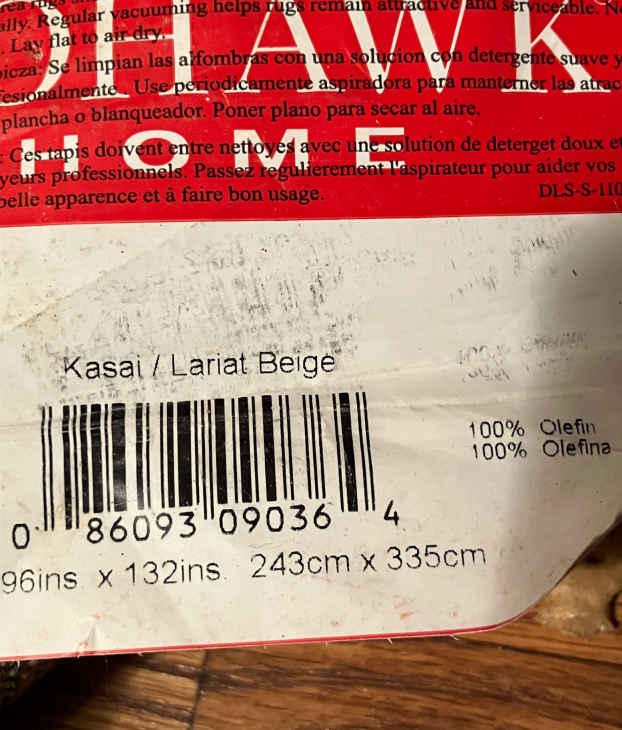 ally. Regular vacuuming helps rugs remain attractive and serviceable.
. Lay flat to air dry.
Se limpian las alfombras con una solucion con detergente suave y
esionalmente. Use periodicamente aspiradora para manterner las atrac
plancha o blanqueador. Poner plano para secar al aire.
HAWK
HOME
: Ces tapis doivent entre nettoyes avec une solution de deterget doux et
yeurs professionnels. Passez regulierement l'aspirateur pour aider vos
belle apparence et à faire bon usage.
DLS-S-110
Kasai / Lariat Beige
100% Olefin
100% Olefina
0 86093 09036 4
96ins. x 132ins. 243cm x 335cm